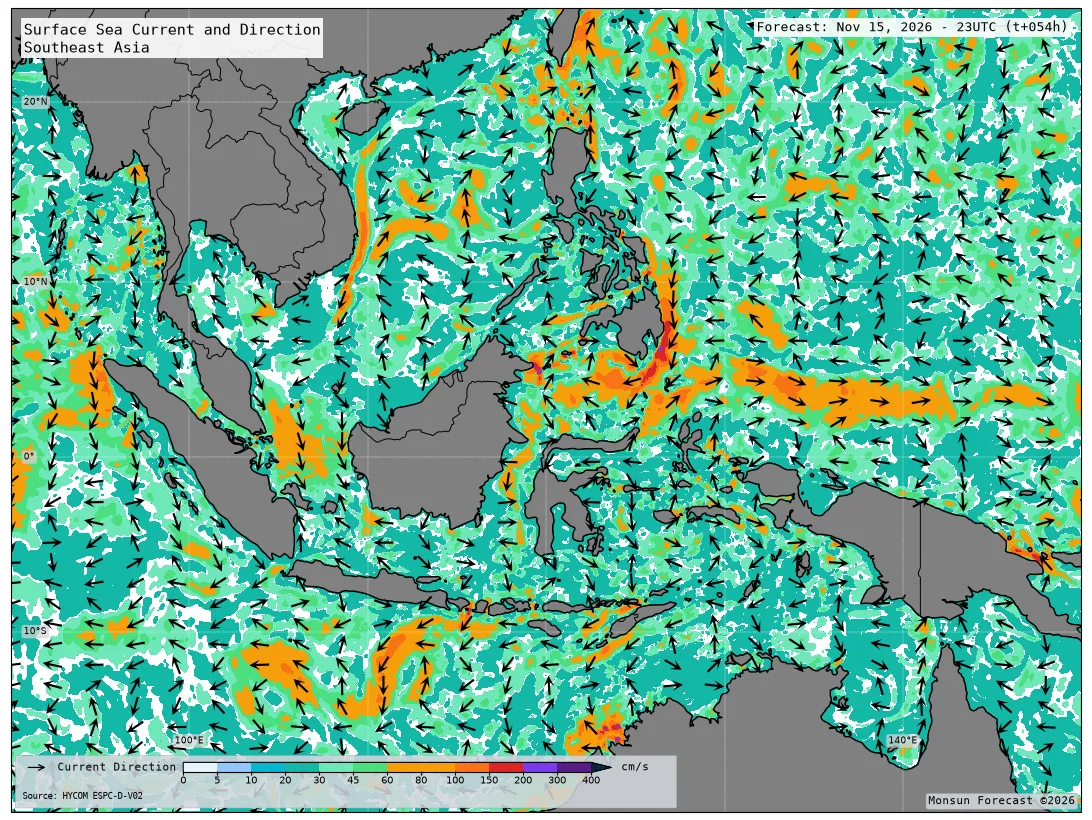 Surface Sea Current and Direction
Southeast Asia
Forecast: Nov 15, 2026 - 23UTC (t+054h)
20°N
10°N
0°
10°S
100°E
140°E
Current Direction
0 5 10 20 30 45 60 80 100 150 200 300 400 cm/s
Source: HYCOM ESPC-D-V02
Monsun Forecast ©2026